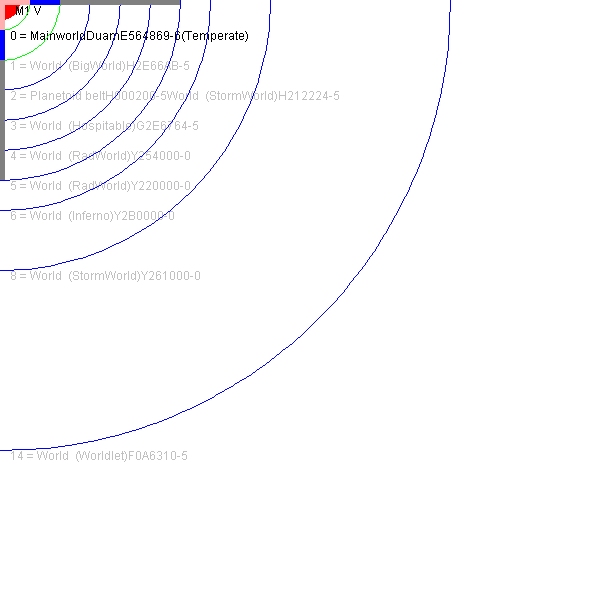 M1 V
0 = MainworldDuamE564869-6(Temperate)
1 = World  (BigWorld)H2E66AB-5
2 = Planetoid beltH000200-5World  (StormWorld)H212224-5
3 = World  (Hospitable)G2E6764-5
4 = World  (RadWorld)Y254000-0
5 = World  (RadWorld)Y220000-0
6 = World  (Inferno)Y2B0000-0
8 = World  (StormWorld)Y261000-0
14 = World  (Worldlet)F0A6310-5